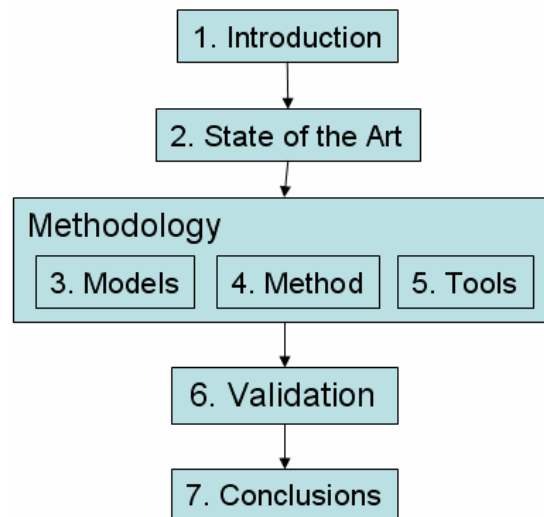 1. Introduction
2. State of the Art
Methodology
3. Models
4. Method
5. Tools
6. Validation
7. Conclusions